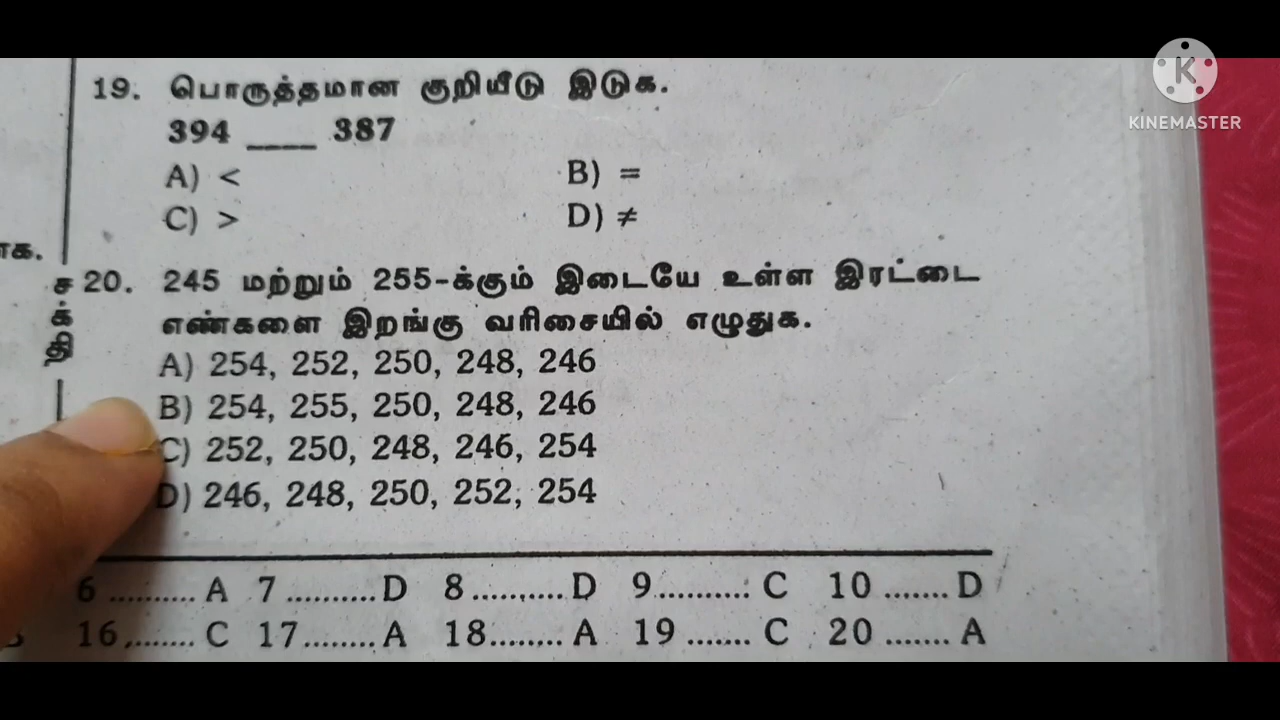 KINEMASTER
19. பொருத்தமான குறியீடு இடுக.
394 ____ 387
A) < B) =
C) > D) ≠
சக்தி
20. 245 மற்றும் 255-க்கும் இடையே உள்ள இரட்டை
எண்களை இறங்கு வரிசையில் எழுதுக.
A) 254, 252, 250, 248, 246
B) 254, 255, 250, 248, 246
C) 252, 250, 248, 246, 254
D) 246, 248, 250, 252, 254
6 .......... A 7 .......... D 8 .......... D 9 .......... C 10 ....... D
16 ........ C 17 ........ A 18 ........ A 19 ....... C 20 ....... A